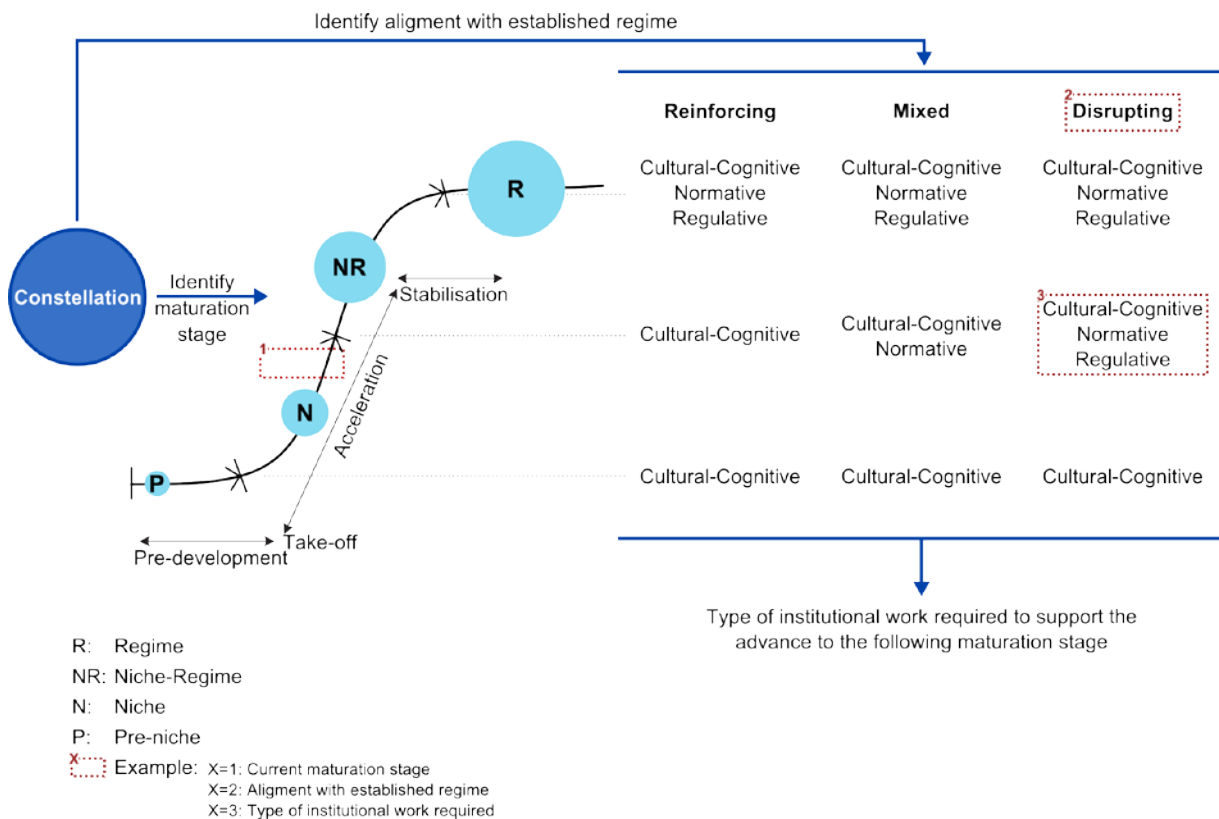 Identify aligment with established regime
2
Reinforcing Mixed Disrupting
Cultural-Cognitive Cultural-Cognitive Cultural-Cognitive
Normative Normative Normative
Regulative Regulative Regulative
R
NR
Constellation
Identify
maturation
stage
Stabilisation
3
Cultural-Cognitive
Cultural-Cognitive
Normative
Cultural-Cognitive
Normative
Regulative
1
Acceleration
N
P
Cultural-Cognitive Cultural-Cognitive Cultural-Cognitive
Take-off
Pre-development
Type of institutional work required to support the
advance to the following maturation stage
R: Regime
NR: Niche-Regime
N: Niche
P: Pre-niche
X Example: X=1: Current maturation stage
X=2: Aligment with established regime
X=3: Type of institutional work required